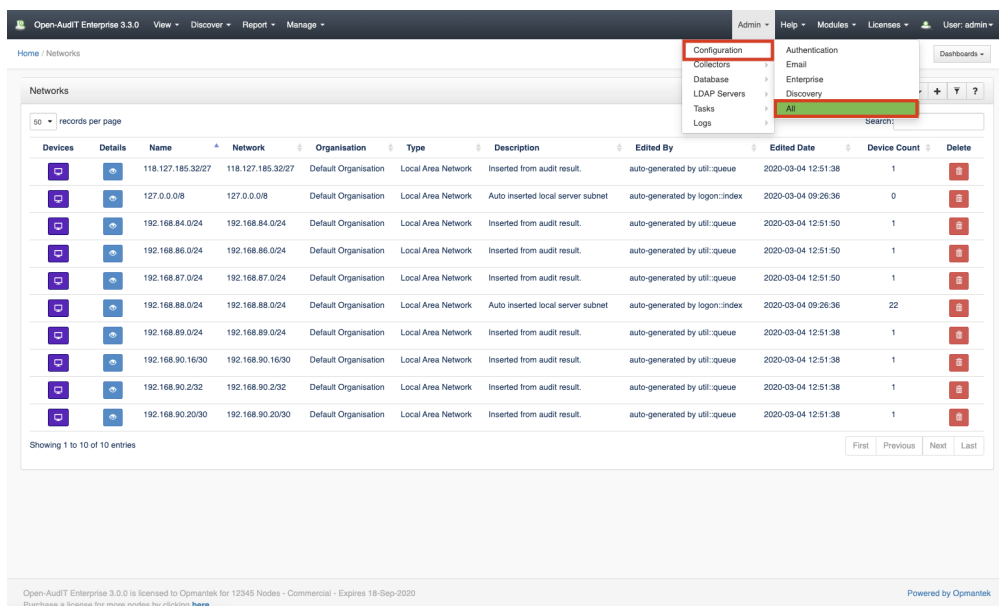 Open-AudIT Enterprise 3.3.0 View Discover Report Manage Admin Help Modules Licenses User: admin
Home / Networks
Dashboards
Configuration
Collectors
Database
LDAP Servers
Tasks
Logs
Authentication
Email
Enterprise
Discovery
All
Networks
+ ?
50 records per page
Search:
Devices Details Name Network Organisation Type Description Edited By Edited Date Device Count Delete
118.127.185.32/27 118.127.185.32/27 Default Organisation Local Area Network Inserted from audit result. auto-generated by util::queue 2020-03-04 12:51:38 1
127.0.0.0/8 127.0.0.0/8 Default Organisation Local Area Network Auto inserted local server subnet auto-generated by logon::index 2020-03-04 09:26:36 0
192.168.84.0/24 192.168.84.0/24 Default Organisation Local Area Network Inserted from audit result. auto-generated by util::queue 2020-03-04 12:51:50 1
192.168.86.0/24 192.168.86.0/24 Default Organisation Local Area Network Inserted from audit result. auto-generated by util::queue 2020-03-04 12:51:50 1
192.168.87.0/24 192.168.87.0/24 Default Organisation Local Area Network Inserted from audit result. auto-generated by util::queue 2020-03-04 12:51:50 1
192.168.88.0/24 192.168.88.0/24 Default Organisation Local Area Network Auto inserted local server subnet auto-generated by logon::index 2020-03-04 09:26:36 22
192.168.89.0/24 192.168.89.0/24 Default Organisation Local Area Network Inserted from audit result. auto-generated by util::queue 2020-03-04 12:51:38 1
192.168.90.16/30 192.168.90.16/30 Default Organisation Local Area Network Inserted from audit result. auto-generated by util::queue 2020-03-04 12:51:38 1
192.168.90.2/32 192.168.90.2/32 Default Organisation Local Area Network Inserted from audit result. auto-generated by util::queue 2020-03-04 12:51:38 1
192.168.90.20/30 192.168.90.20/30 Default Organisation Local Area Network Inserted from audit result. auto-generated by util::queue 2020-03-04 12:51:38 1
Showing 1 to 10 of 10 entries
First Previous Next Last
Open-AudIT Enterprise 3.0.0 is licensed to Opmantek for 12345 Nodes - Commercial - Expires 18-Sep-2020
Powered by Opmantek
Purchase a license for more nodes by clicking here